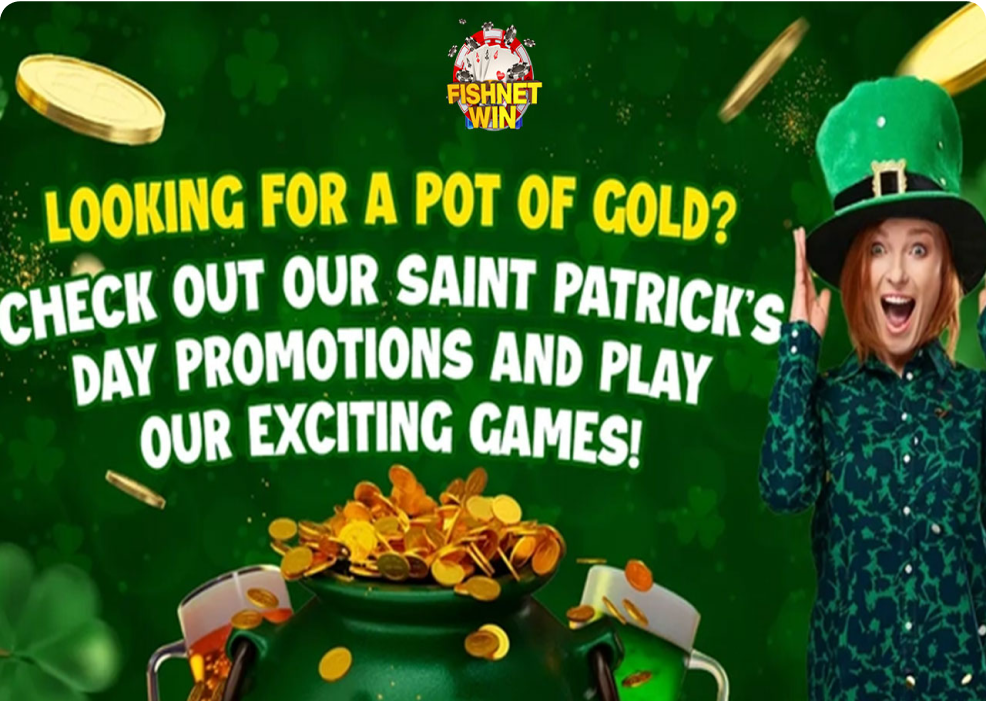 FISHNET
WIN
LOOKING FOR A POT OF GOLD?
CHECK OUT OUR SAINT PATRICK'S
DAY PROMOTIONS AND PLAY
OUR EXCITING GAMES!